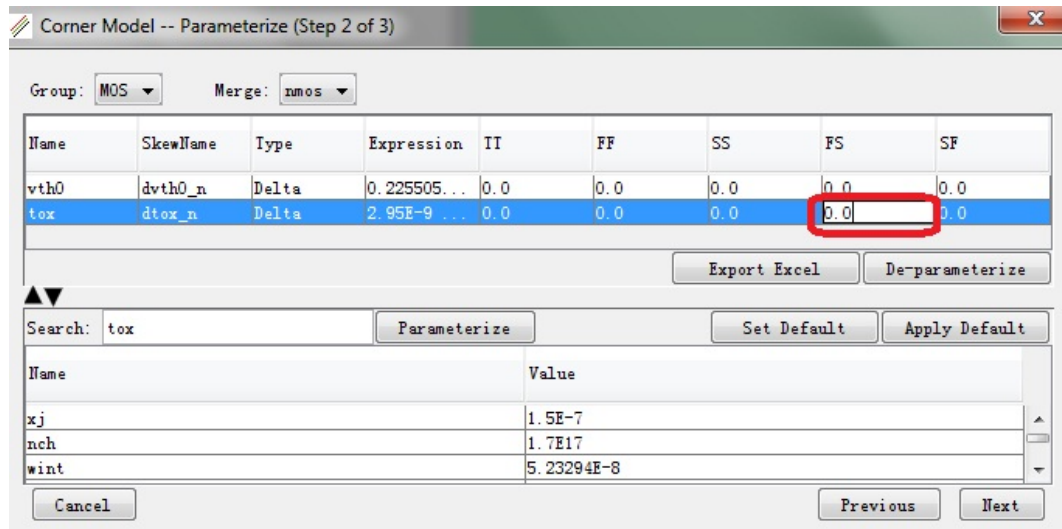 Corner Model -- Parameterize (Step 2 of 3)
Group: MOS Merge: nmos
Name SkewName Type Expression TT FF SS FS SF
vth0 dvth0_n Delta 0.225505... 0.0 0.0 0.0 0.0 0.0
tox dtox_n Delta 2.95E-9 ... 0.0 0.0 0.0 0.0 0.0
Export Excel De-parameterize
Search: tox Parameterize Set Default Apply Default
Name Value
xj 1.5E-7
nch 1.7E17
wint 5.23294E-8
Cancel Previous Next